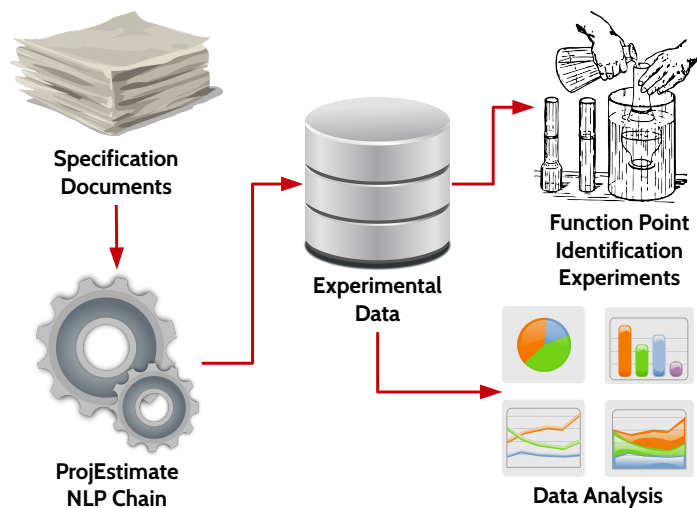 Specification
Documents
ProjEstimate
NLP Chain
Experimental
Data
Function Point
Identification
Experiments
Data Analysis